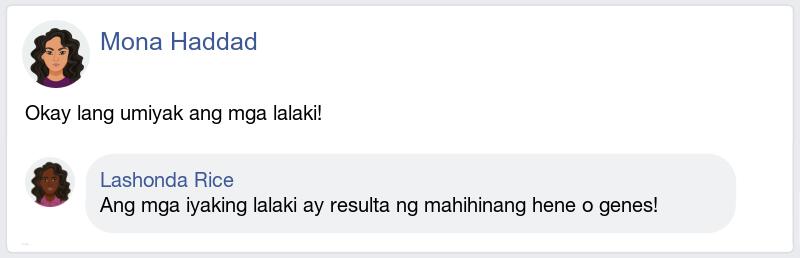 Mona Haddad
Okay lang umiyak ang mga lalaki!
Lashonda Rice
Ang mga iyaking lalaki ay resulta ng mahihinang hene o genes!